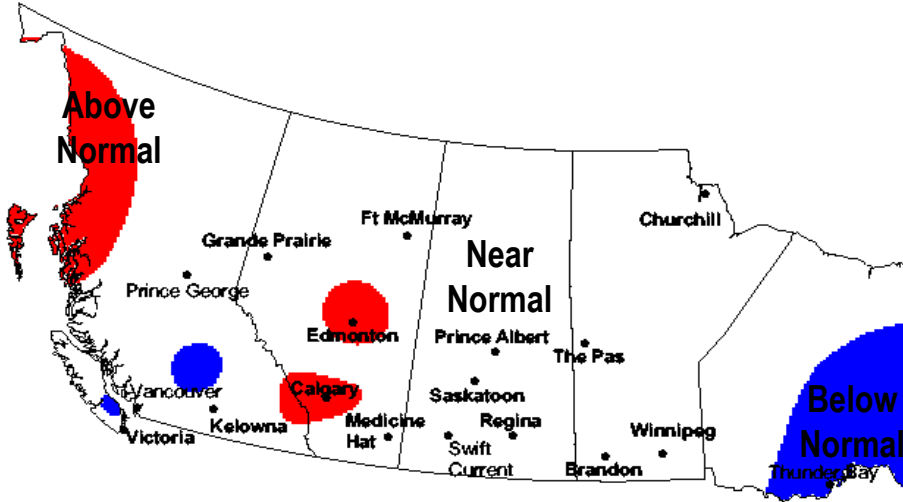 Above
Normal
Ft McMurray
Churchill
Grande Prairie
Near
Normal
Prince George
Edmonton
Prince Albert
The Pas
Calgary
Vancouver
Saskatoon
Below
Normal
Kelowna
Victoria
Medicine
Hat
Regina
Swift
Current
Winnipeg
Brandon
Thunder Bay